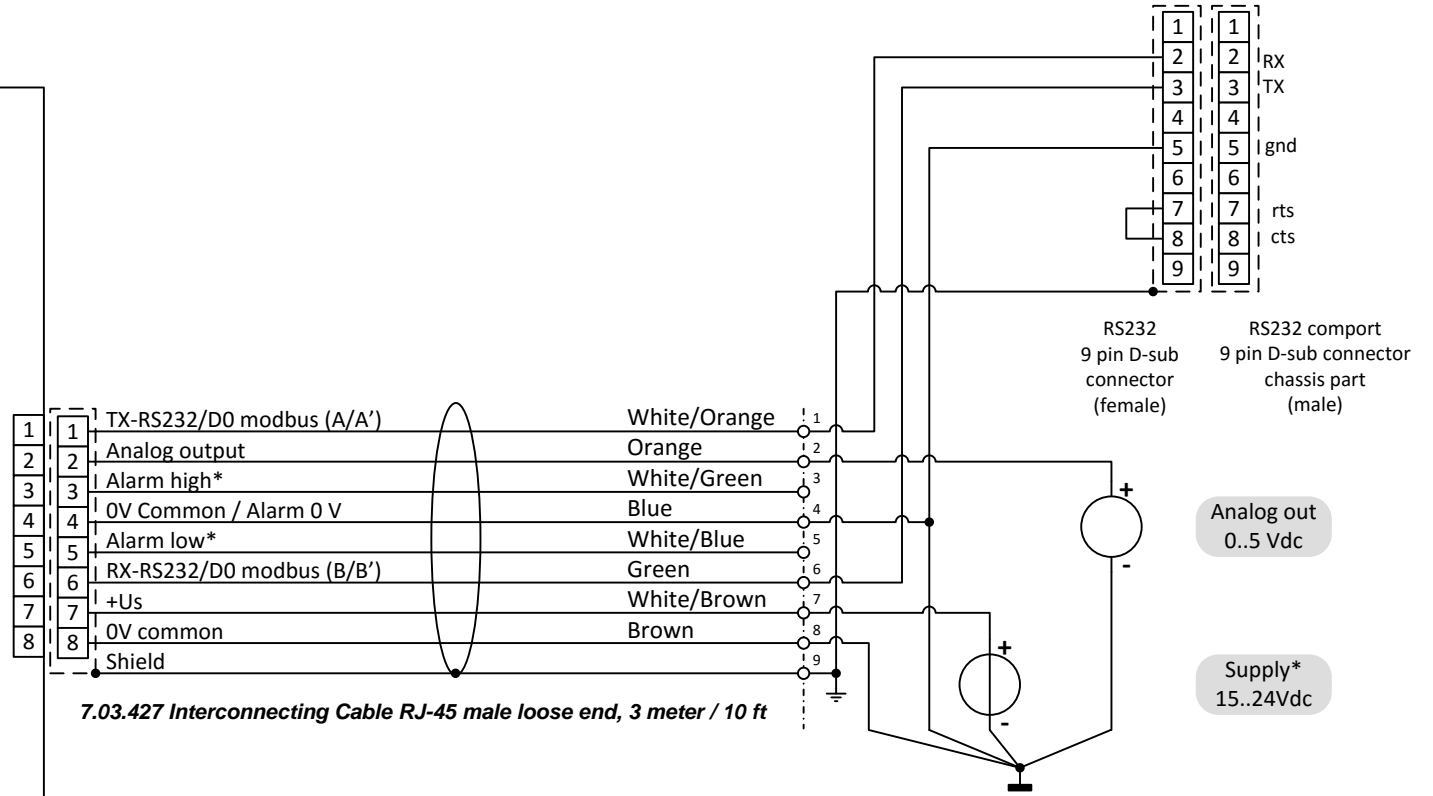 1 1
2 2 RX
3 3 TX
4 4
5 5 gnd
6 6
7 7 rts
8 8 cts
9 9
RS232
9 pin D-sub
connector
(female)
RS232 comport
9 pin D-sub connector
chassis part
(male)
1 1 TX-RS232/D0 modbus (A/A’) White/Orange 1
2 2 Analog output Orange 2
3 3 Alarm high* White/Green 3
4 4 0V Common / Alarm 0 V Blue 4
5 5 Alarm low* White/Blue 5
6 6 RX-RS232/D0 modbus (B/B’) Green 6
7 7 +Us White/Brown 7
8 8 0V common Brown 8
Shield 9
+
-
Analog out
0..5 Vdc
+
-
Supply*
15..24Vdc
7.03.427 Interconnecting Cable RJ-45 male loose end, 3 meter / 10 ft